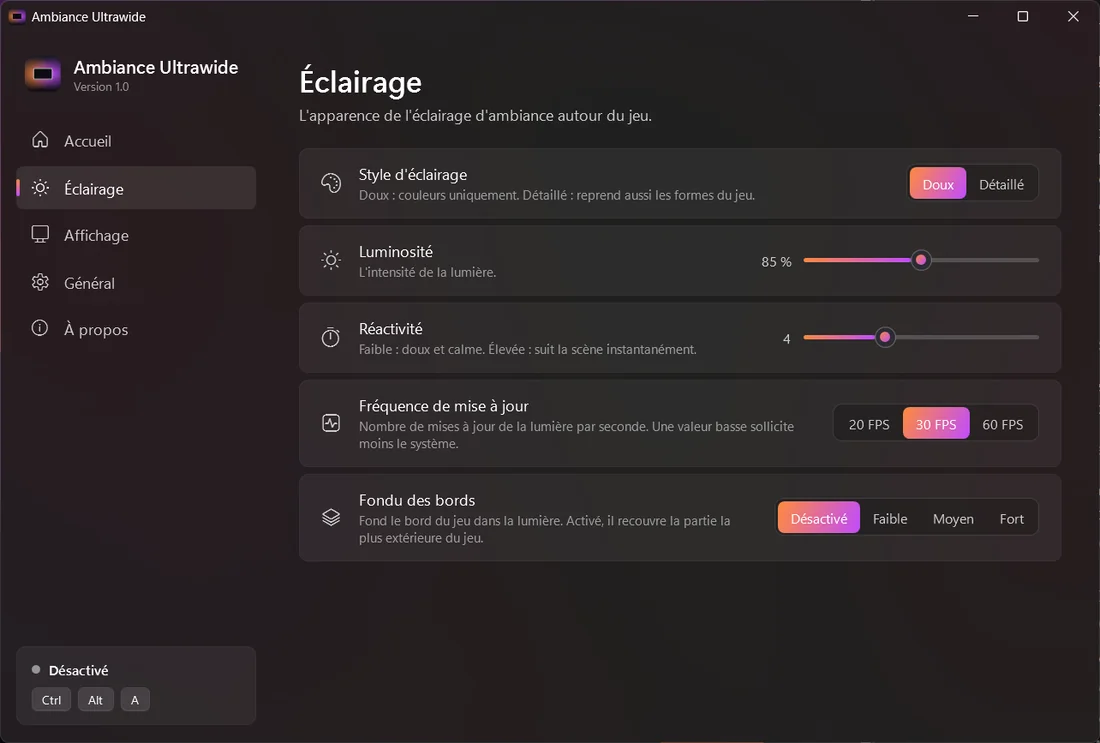 Ambiance Ultrawide
Ambiance Ultrawide
Version 1.0
Accueil
Éclairage
Affichage
Général
À propos
Désactivé
Ctrl Alt A
Éclairage
L'apparence de l'éclairage d'ambiance autour du jeu.
Style d'éclairage
Doux : couleurs uniquement. Détaillé : reprend aussi les formes du jeu.
Doux Détaillé
Luminosité
L'intensité de la lumière.
85 %
Réactivité
Faible : doux et calme. Élevée : suit la scène instantanément.
4
Fréquence de mise à jour
Nombre de mises à jour de la lumière par seconde. Une valeur basse sollicite
moins le système.
20 FPS 30 FPS 60 FPS
Fondu des bords
Fond le bord du jeu dans la lumière. Activé, il recouvre la partie la
plus extérieure du jeu.
Désactivé Faible Moyen Fort